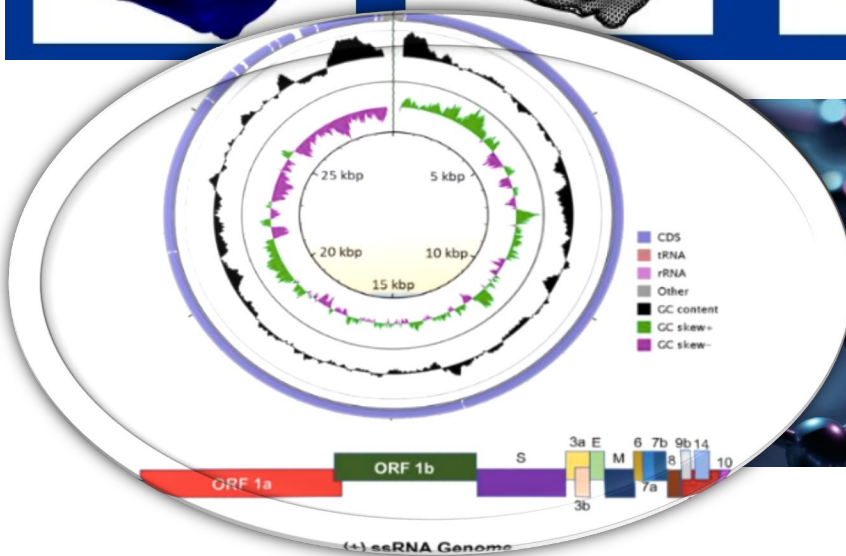 25 kbp
5 kbp
20 kbp
10 kbp
15 kbp
CDS
tRNA
rRNA
Other
GC content
GC skew+
GC skew-
3a E
6 7b 9b 14
S
M
8
10
ORF 1b
ORF 1a
7a
3b
(+) ssRNA Genome